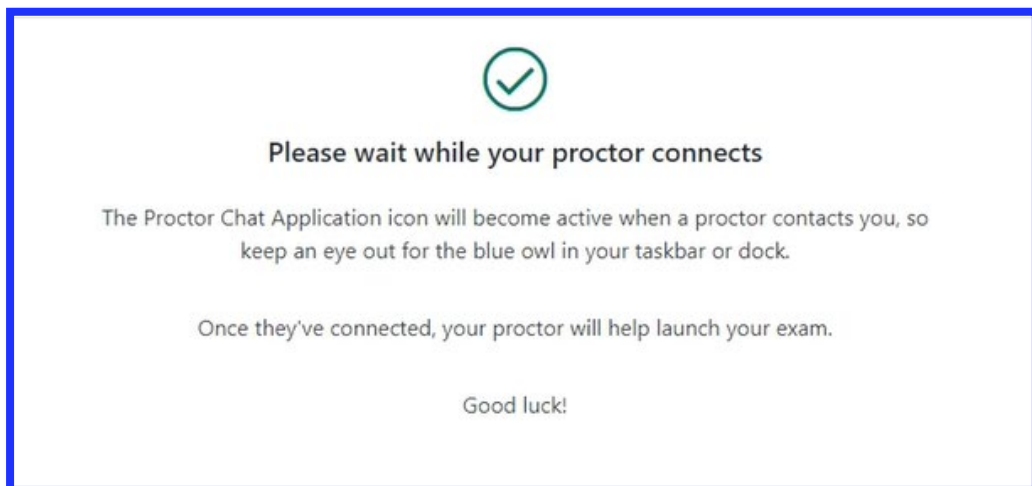 Please wait while your proctor connects
The Proctor Chat Application icon will become active when a proctor contacts you, so
keep an eye out for the blue owl in your taskbar or dock.
Once they've connected, your proctor will help launch your exam.
Good luck!